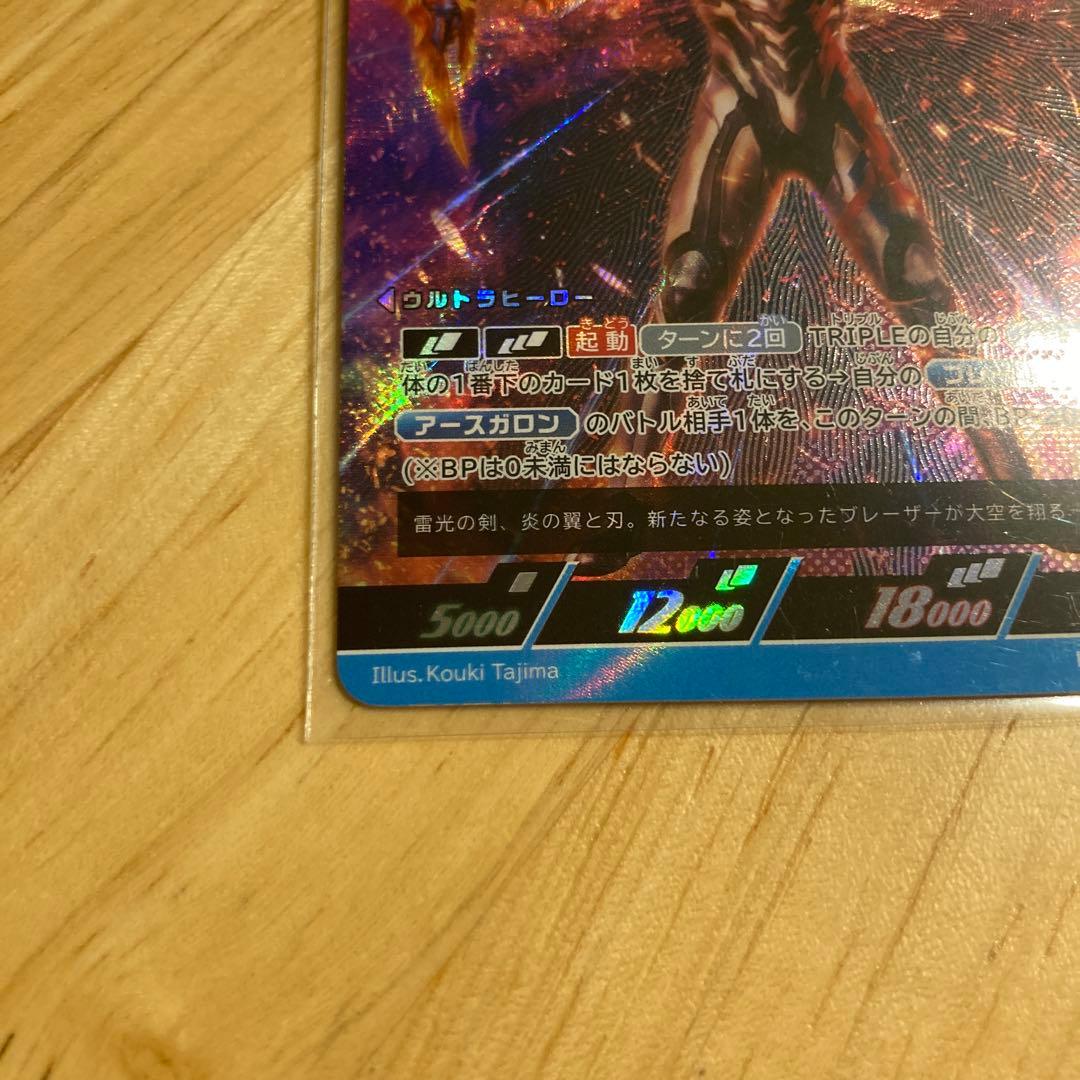 ウルトラヒーロー
起動 ターンに2回 TRIPLEの自分の
体の1番下のカード1枚を捨て札にする→自分の
アースガロン のバトル相手1体を、このターンの間、BP
(※BPは0未満にはならない)
雷光の剣、炎の翼と刃。新たなる姿となったブレーザーが大空を翔る
5000 12000 18000
Illus. Kouki Tajima